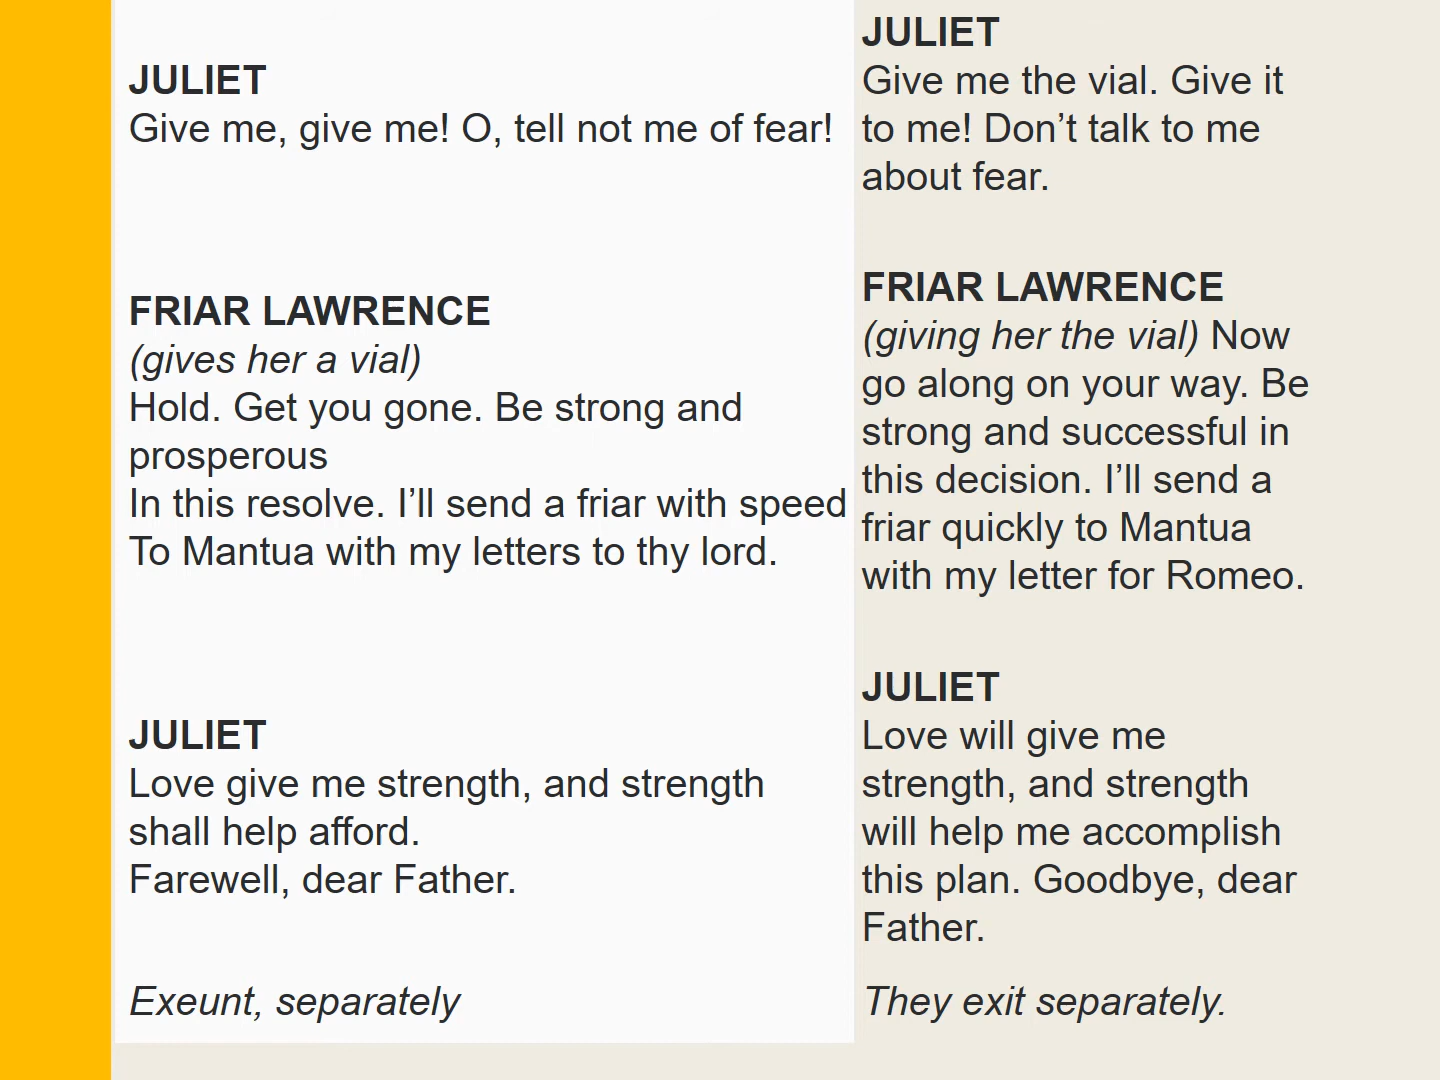 JULIET
Give me, give me! O, tell not me of fear!
FRIAR LAWRENCE
(gives her a vial)
Hold. Get you gone. Be strong and
prosperous
In this resolve. I’ll send a friar with speed
To Mantua with my letters to thy lord.
JULIET
Love give me strength, and strength
shall help afford.
Farewell, dear Father.
Exeunt, separately
JULIET
Give me the vial. Give it
to me! Don’t talk to me
about fear.
FRIAR LAWRENCE
(giving her the vial) Now
go along on your way. Be
strong and successful in
this decision. I’ll send a
friar quickly to Mantua
with my letter for Romeo.
JULIET
Love will give me
strength, and strength
will help me accomplish
this plan. Goodbye, dear
Father.
They exit separately.